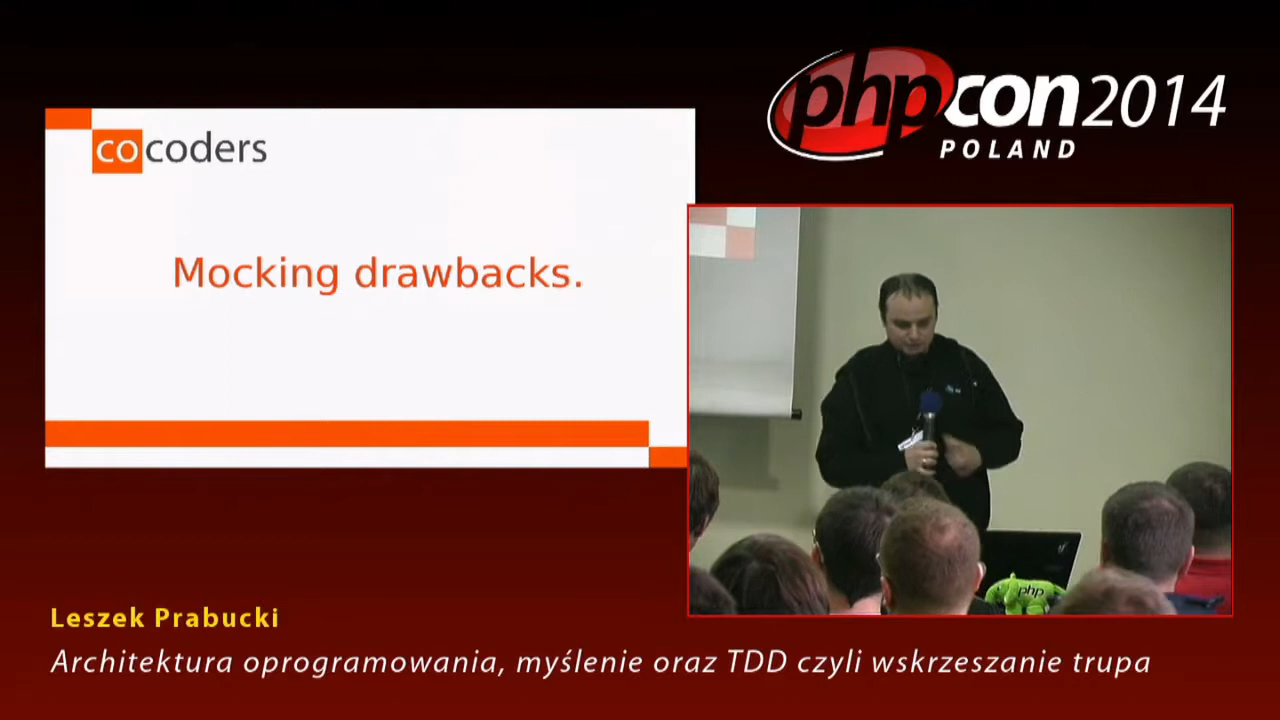 phpcon2014
POLAND
cocoders
Mocking drawbacks.
php
Leszek Prabucki
Architektura oprogramowania, myślenie oraz TDD czyli wskrzeszanie trupa